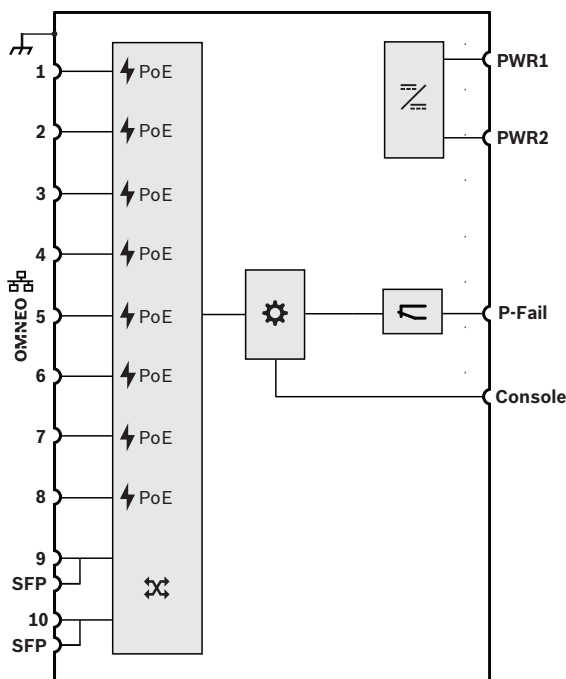 PWR1
1 PoE
2 PoE
PWR2
3 PoE
4 PoE
OMNEO
5 PoE
P-Fail
6 PoE
Console
7 PoE
8 PoE
9
SFP
10
SFP